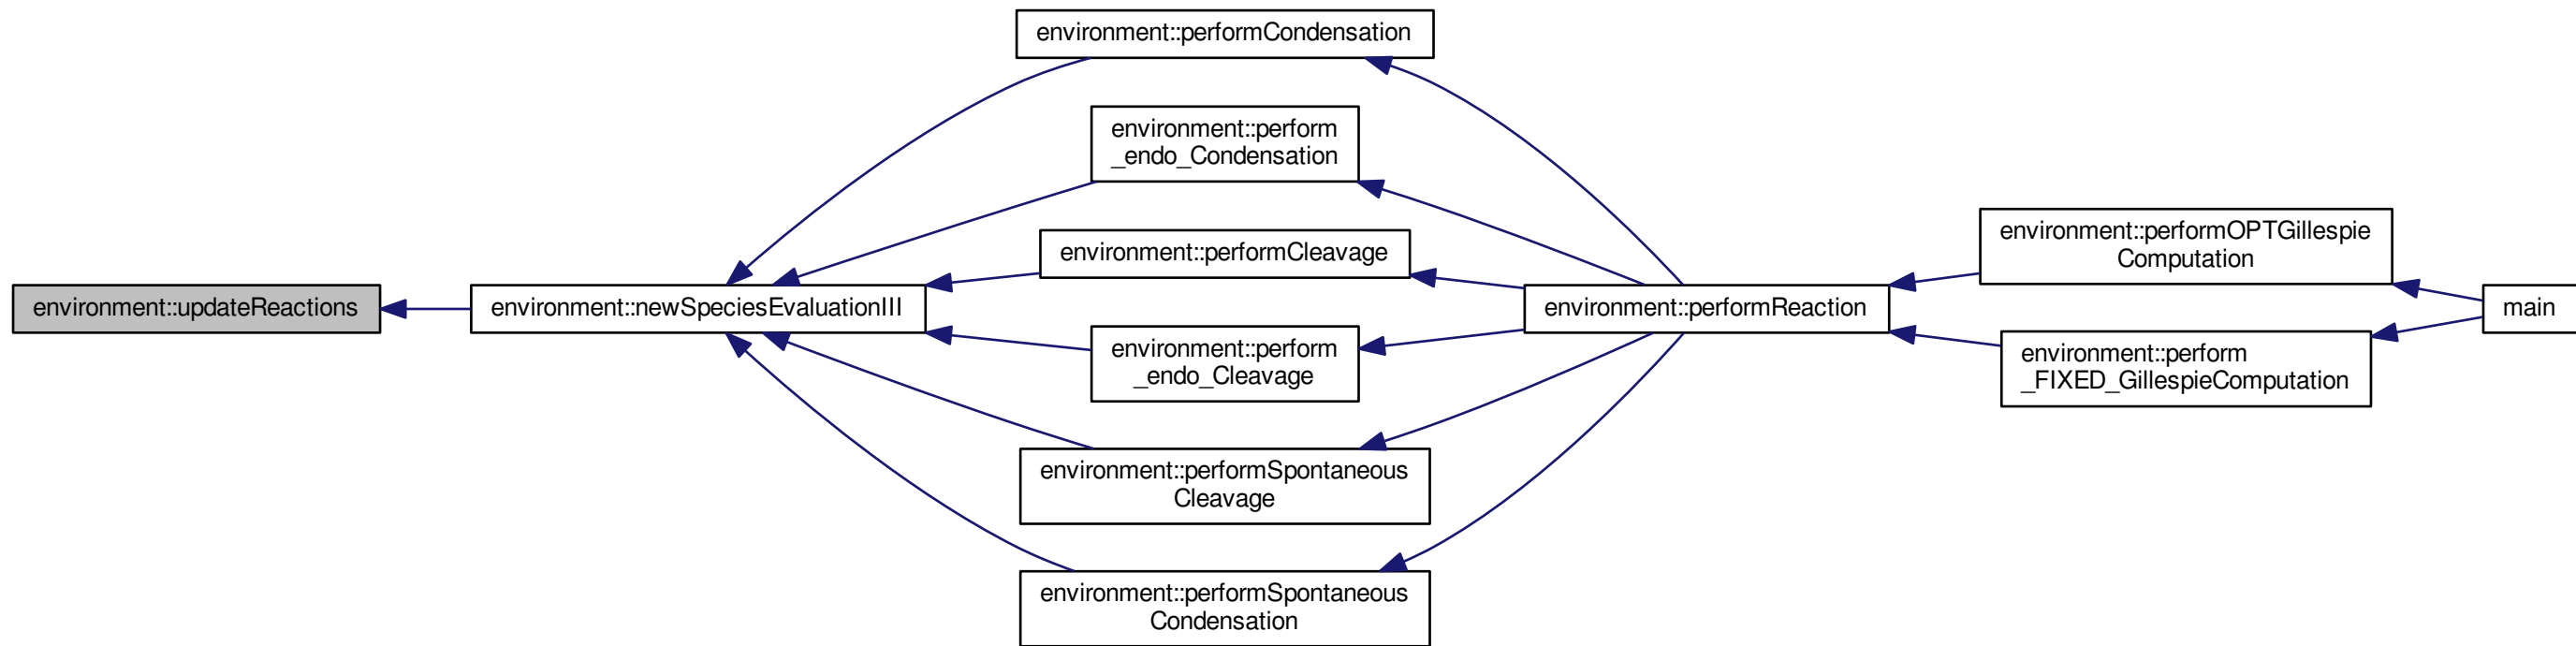 environment::updateReactions
environment::newSpeciesEvaluationIII
environment::performCondensation
environment::perform
_endo_Condensation
environment::performCleavage
environment::perform
_endo_Cleavage
environment::performSpontaneous
Cleavage
environment::performSpontaneous
Condensation
environment::performReaction
environment::performOPTGillespie
Computation
environment::perform
_FIXED_GillespieComputation
main